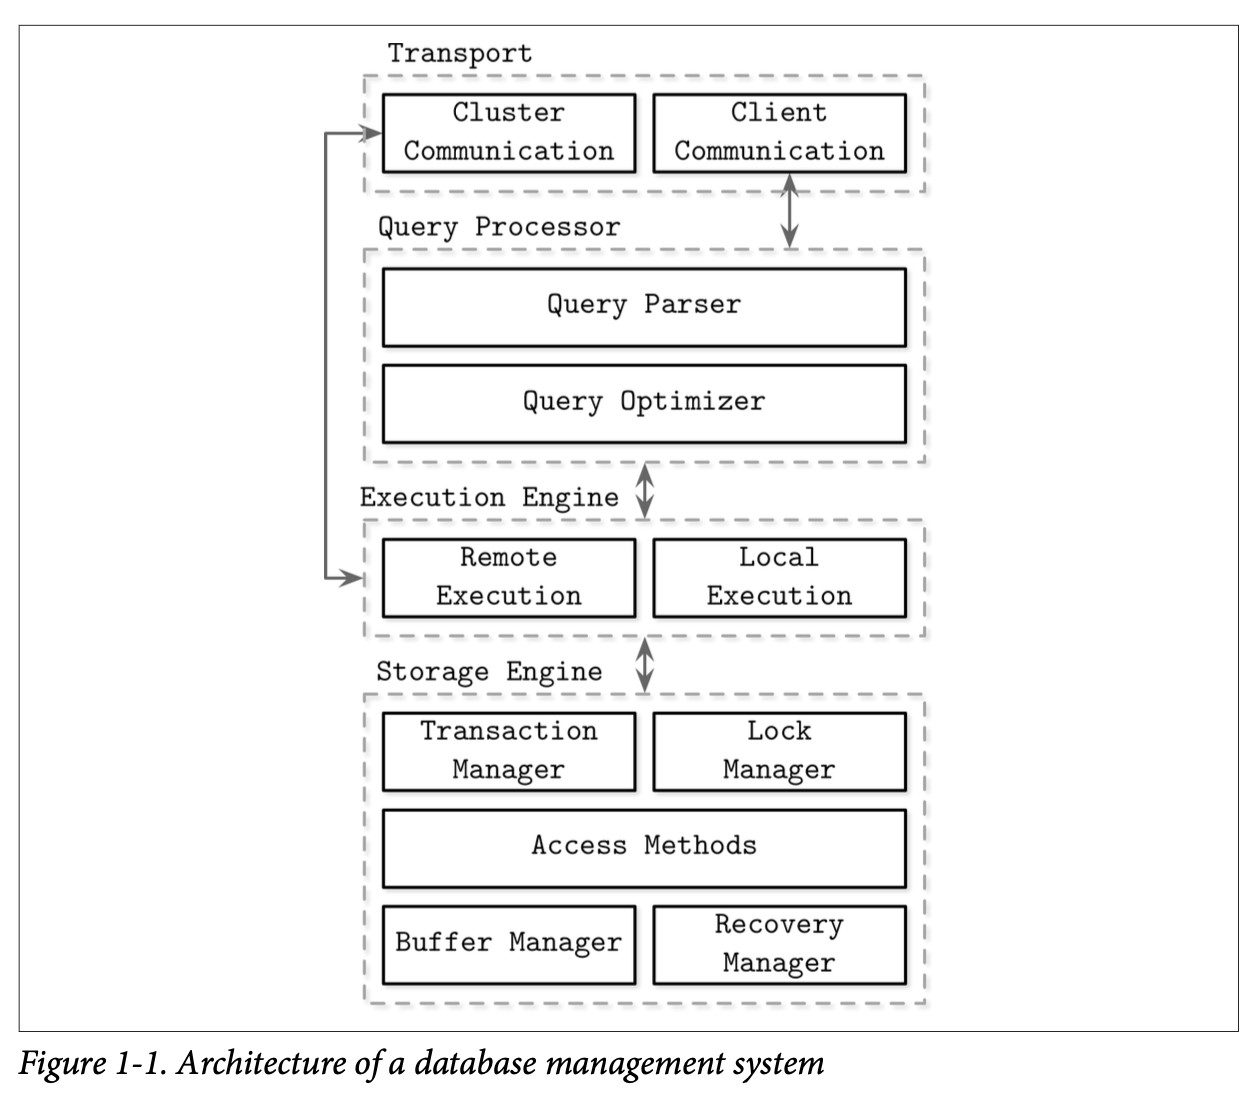 Transport
Cluster
Communication
Client
Communication
Query Processor
Query Parser
Query Optimizer
Execution Engine
Remote
Execution
Local
Execution
Storage Engine
Transaction
Manager
Lock
Manager
Access Methods
Buffer Manager
Recovery
Manager
Figure 1-1. Architecture of a database management system